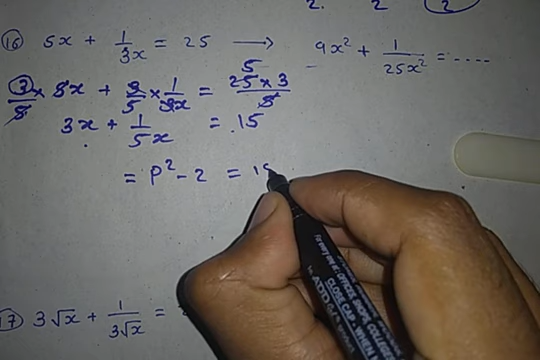 2. 2 2
16 5x + 1/3x = 25 → 9x² + 1/25x² = ....
3/5 × 5x + 3/5 × 1/3x = 25 × 3/5 5
3x + 1/5x = 15
= p² - 2 = 15
17 3√x + 1/3√x =